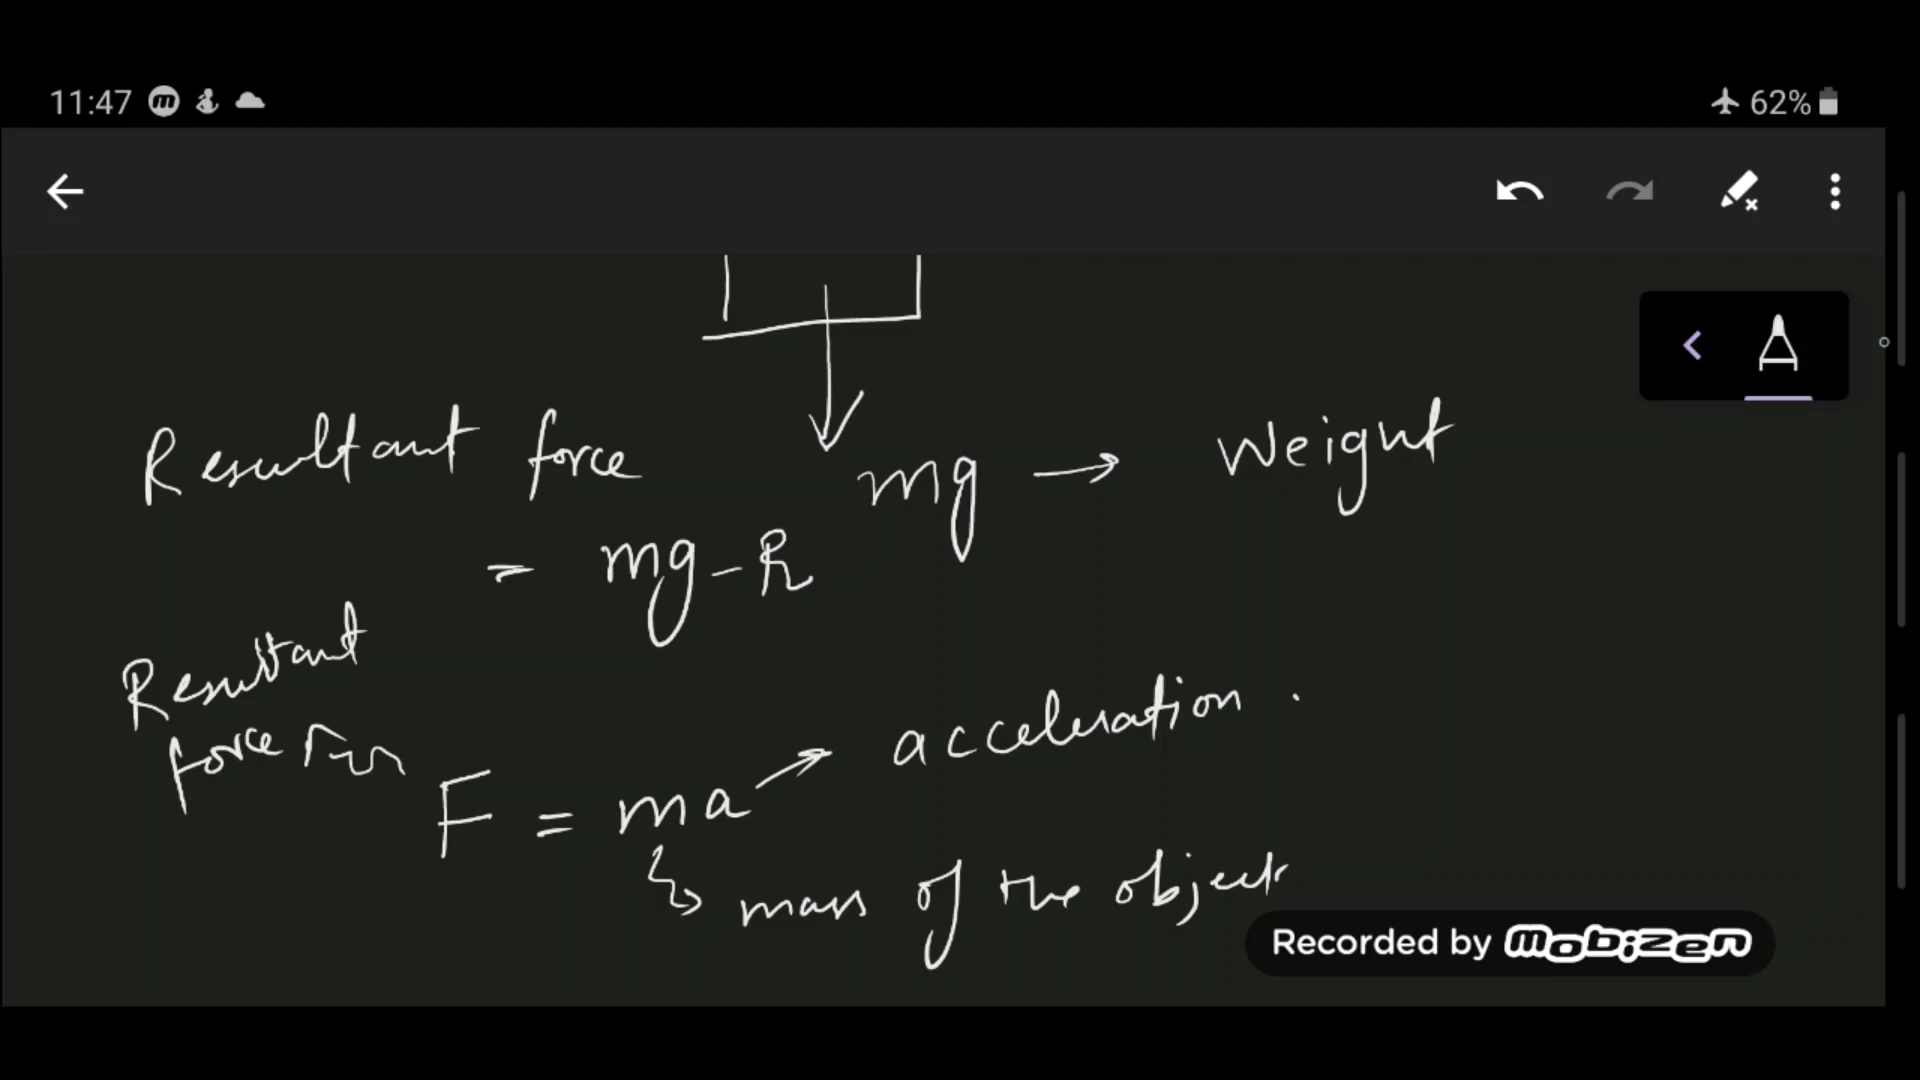 11:47
62%
Resultant force
mg → Weight
= mg - R
Resultant
force
F = ma → acceleration .
mass of the object
Recorded by mobizen